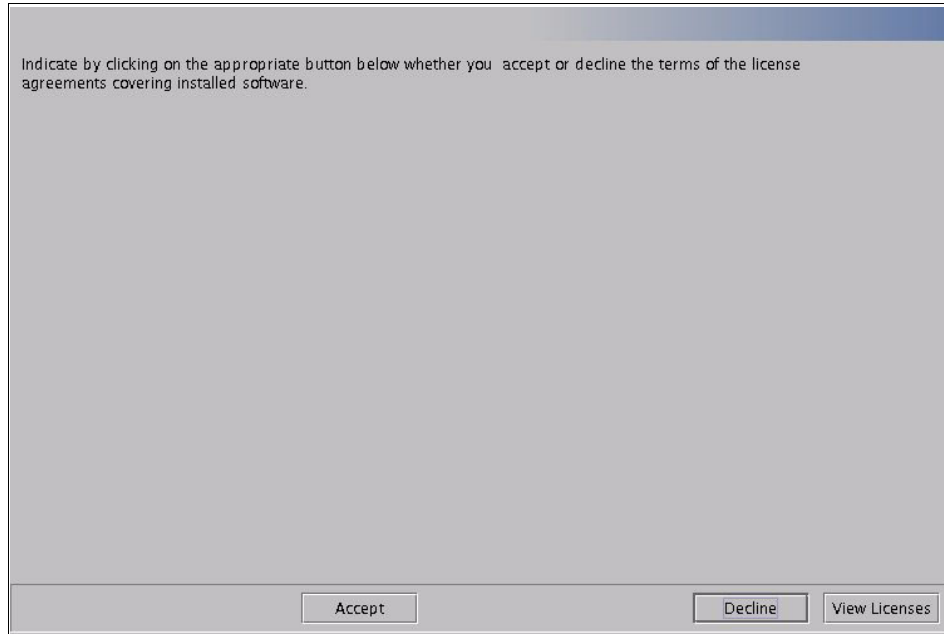 Indicate by clicking on the appropriate button below whether you  accept or decline the terms of the license
agreements covering installed software.
Accept
Decline
View Licenses